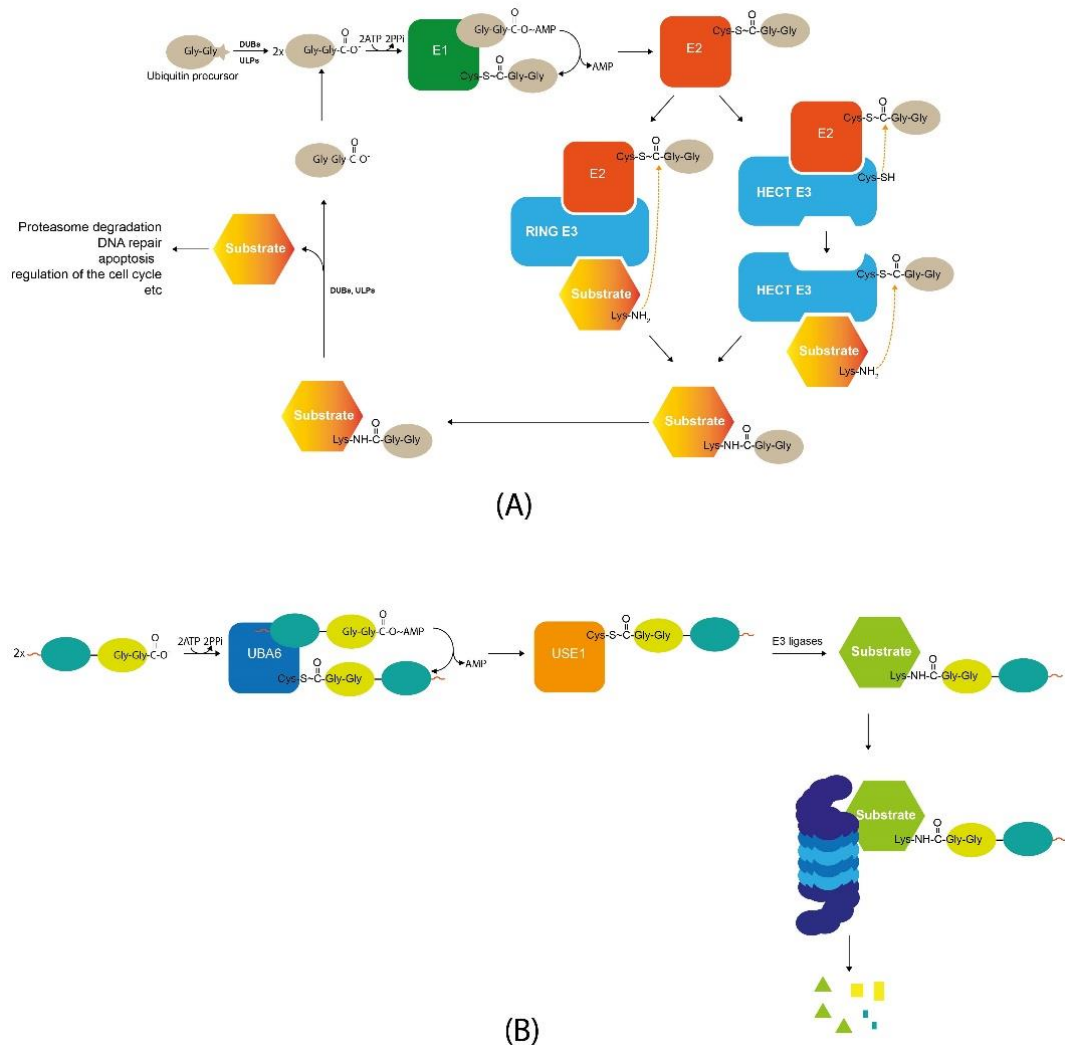 Gly-Gly
Ubiquitin procursor
DUBs
ULPs
2x
Gly-Gly-C-O-
O
2ATP 2PPi
E1
Gly-Gly-C-O~AMP
O
Cys-S~C-Gly-Gly
O
AMP
E2
Cys-S~C-Gly-Gly
O
Gly Gly C O-
O
E2
Cys-S~C-Gly-Gly
O
RING E3
Substrate
Lys-NH2
E2
Cys-S~C-Gly-Gly
O
Cys-SH
HECT E3
HECT E3
Cys-S~C-Gly-Gly
O
Substrate
Lys-NH2
Proteasome degradation
DNA repair
apoptosis
regulation of the cell cycle
etc
Substrate
DUBs, ULPs
Substrate
Lys-NH-C-Gly-Gly
O
Substrate
Lys-NH-C-Gly-Gly
O
(A)
2x
Gly-Gly-C-O-
O
2ATP 2PPi
UBA6
Gly-Gly-C-O~AMP
O
Cys-S~C-Gly-Gly
O
AMP
USE1
Cys-S~C-Gly-Gly
O
E3 ligases
Substrate
Lys-NH-C-Gly-Gly
O
Substrate
Lys-NH-C-Gly-Gly
O
(B)